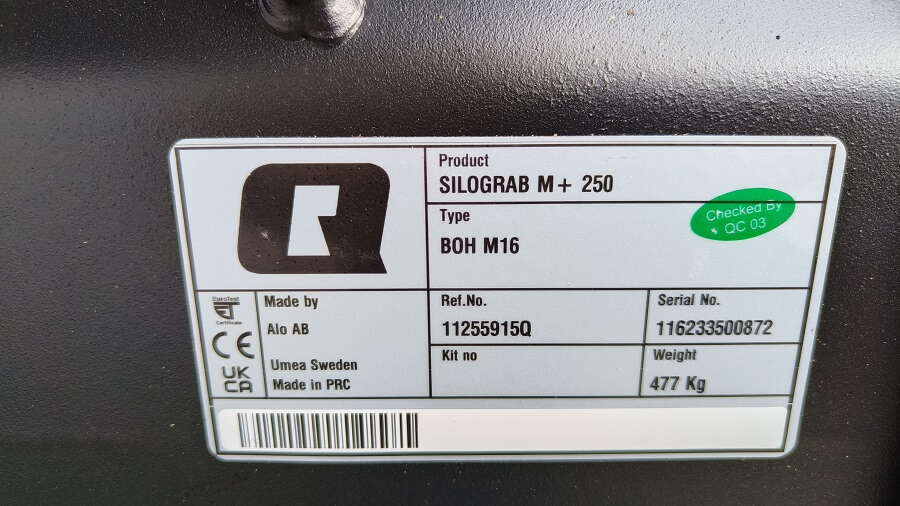 R
Product
SILOGRAB M+ 250
Type
BOH M16
Checked By
QC 03
EuroTest
ET
Certificate
CE
UK
CA
Made by
Alo AB
Umea Sweden
Made in PRC
Ref.No.
11255915Q
Serial No.
116233500872
Kit no
Weight
477 Kg